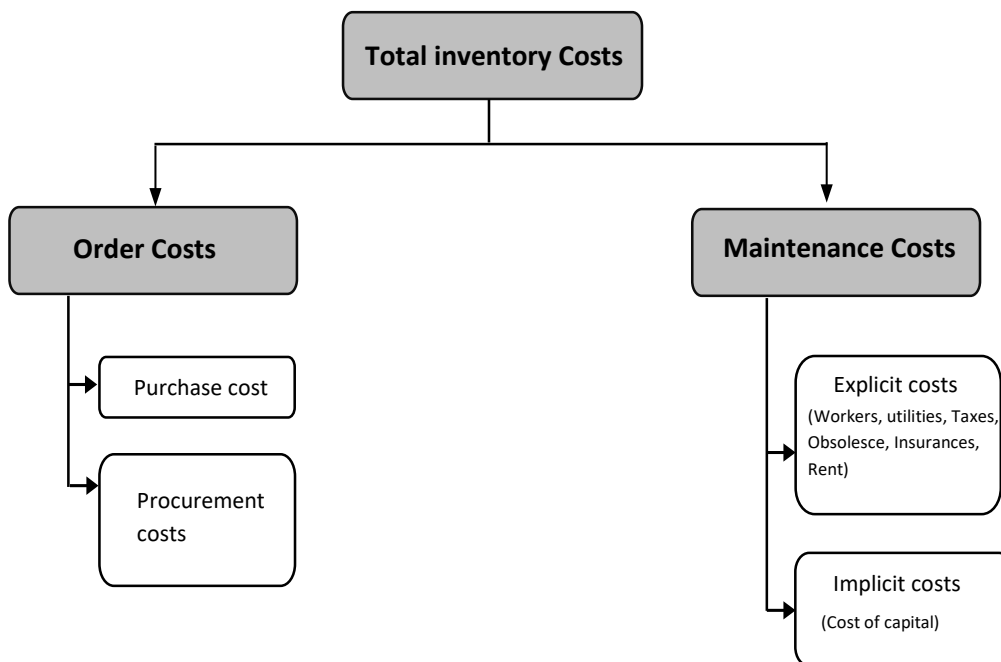 Total inventory Costs
Order Costs
Maintenance Costs
Purchase cost
Procurement
costs
Explicit costs
(Workers, utilities, Taxes,
Obsolesce, Insurances,
Rent)
Implicit costs
(Cost of capital)